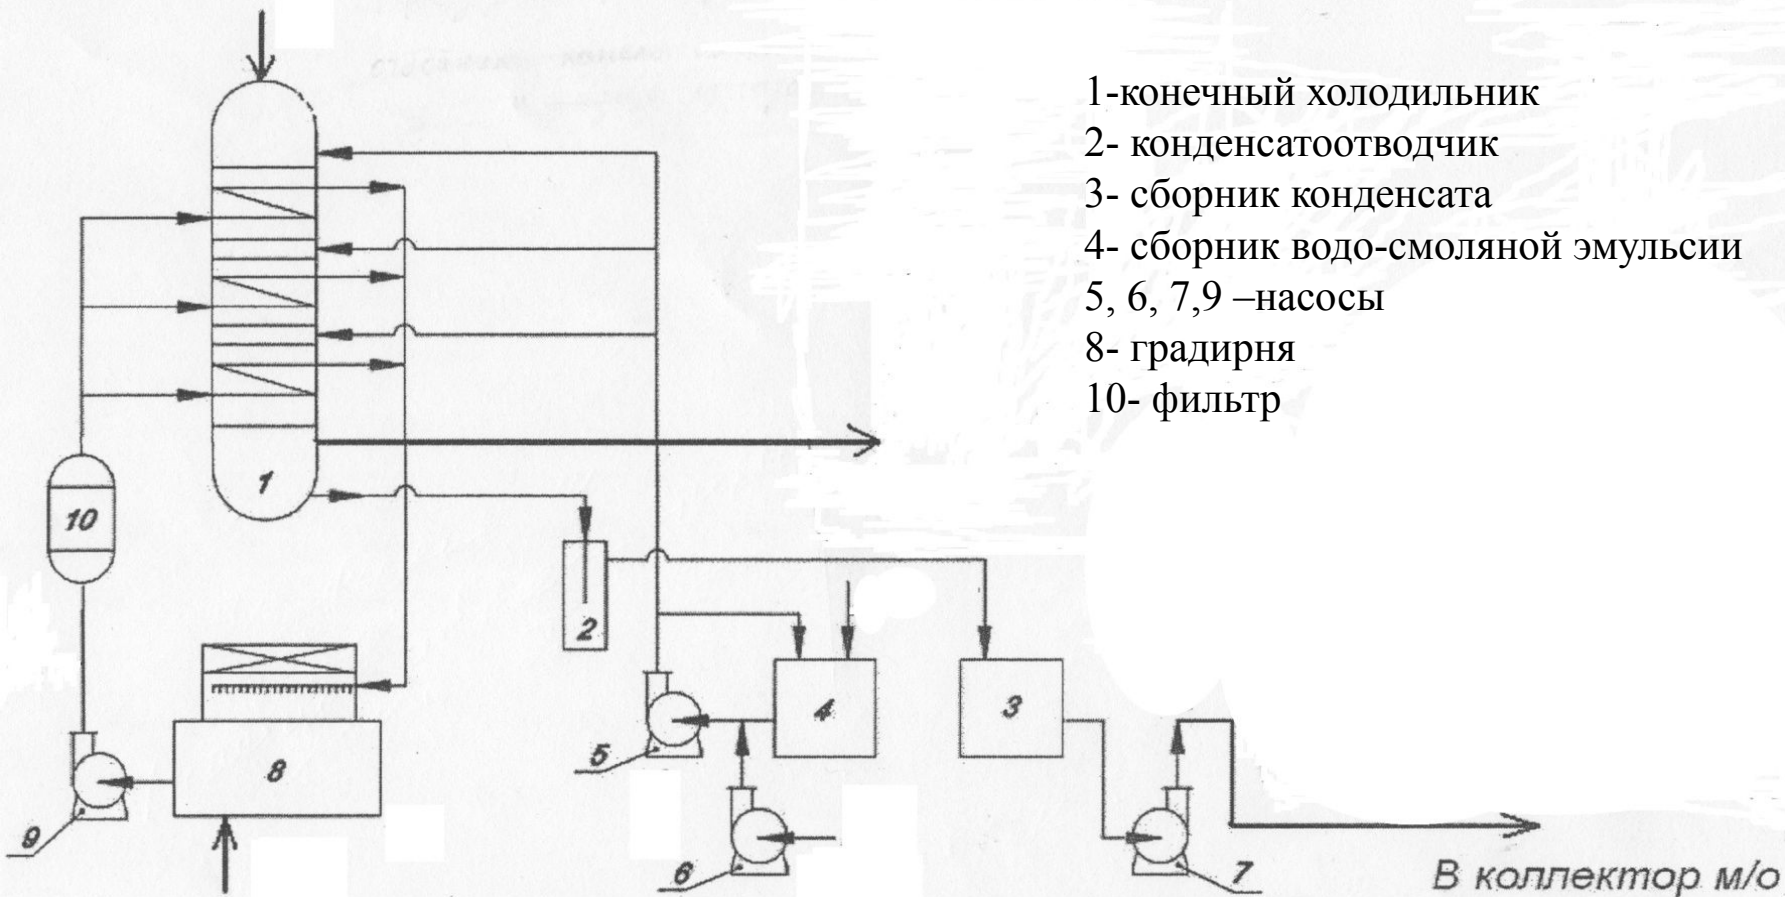 1-конечный холодильник
2- конденсатоотводчик
3- сборник конденсата
4- сборник водо-смоляной эмульсии
5, 6, 7,9 –насосы
8- градирня
10- фильтр
1
10
2
4
3
5
8
9
6
7
В коллектор м/о